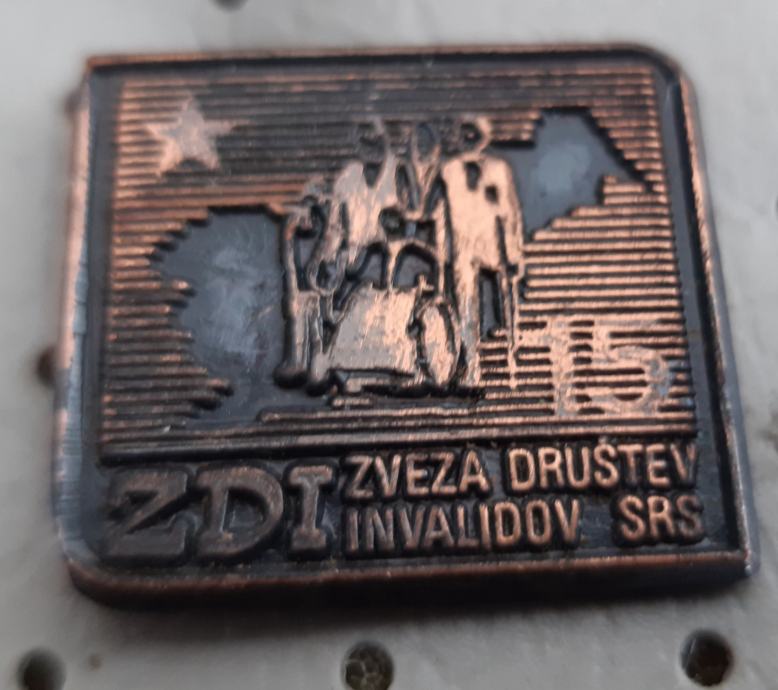 15
ZDI
ZVEZA DRUŠTEV
INVALIDOV SRS